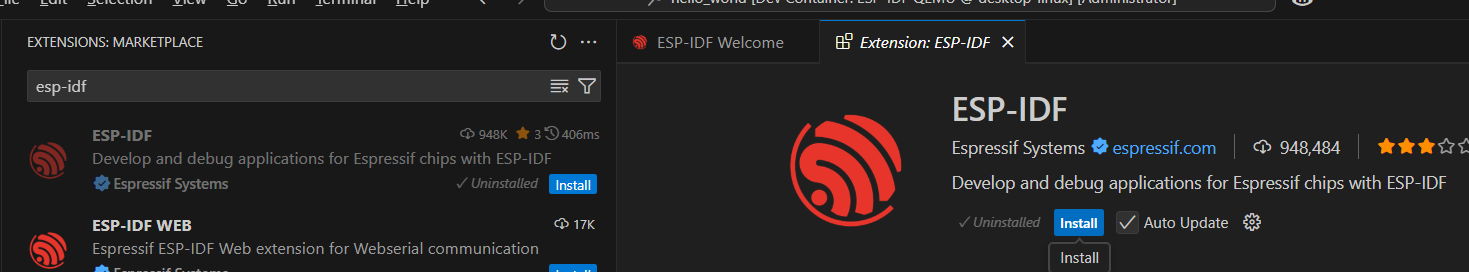 File Edit Selection View Go Run Terminal Help
hello_world [Dev Container: ESP-IDF QEMU @ desktop-linux] [Administrator]
EXTENSIONS: MARKETPLACE
esp-idf
ESP-IDF 948K 3 406ms
Develop and debug applications for Espressif chips with ESP-IDF
Espressif Systems Uninstalled Install
ESP-IDF WEB 17K
Espressif ESP-IDF Web extension for Webserial communication
Espressif Systems Install
ESP-IDF Welcome
Extension: ESP-IDF
ESP-IDF
Espressif Systems espressif.com 948,484
Develop and debug applications for Espressif chips with ESP-IDF
Uninstalled Install Auto Update
Install